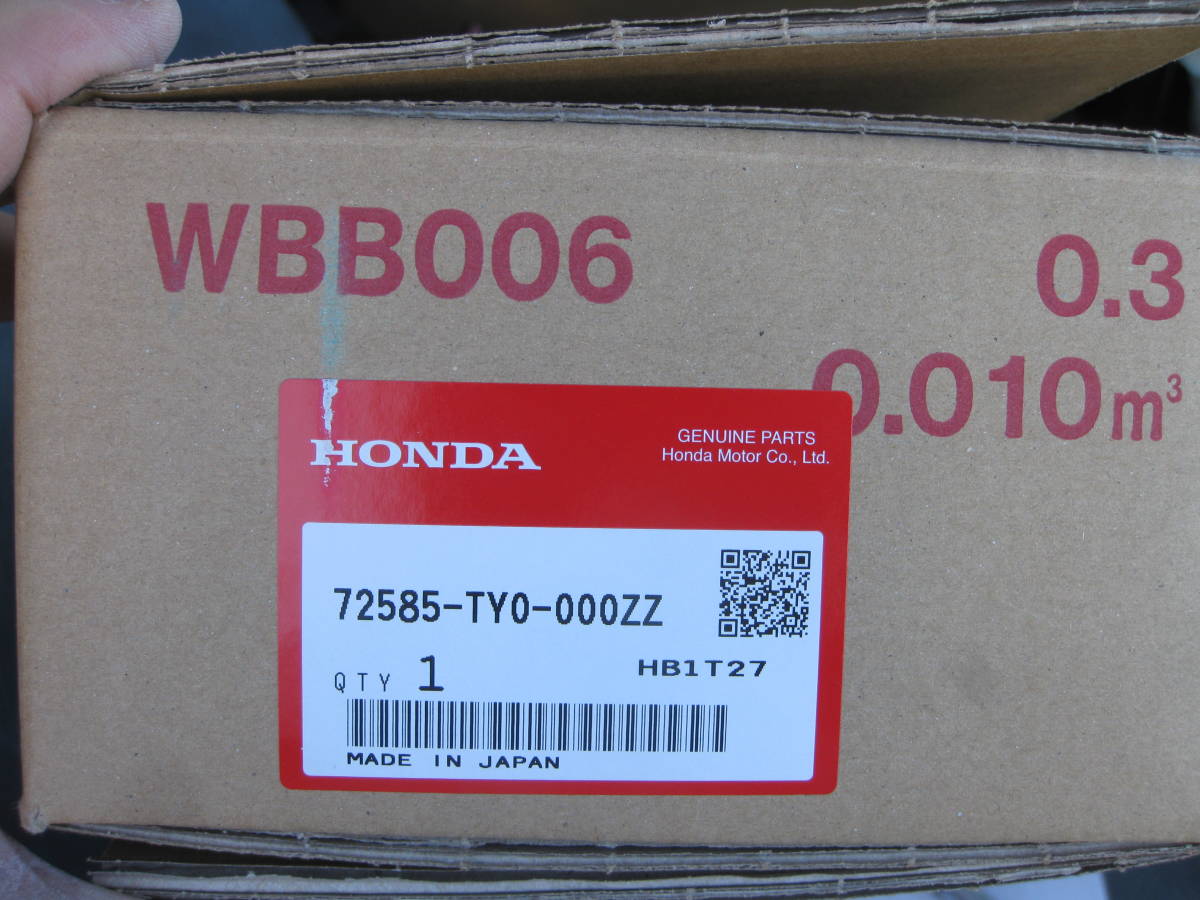 WBB006
0.3
0.010m³
HONDA
GENUINE PARTS
Honda Motor Co., Ltd.
72585-TY0-000ZZ
QTY 1
HB1T27
MADE IN JAPAN